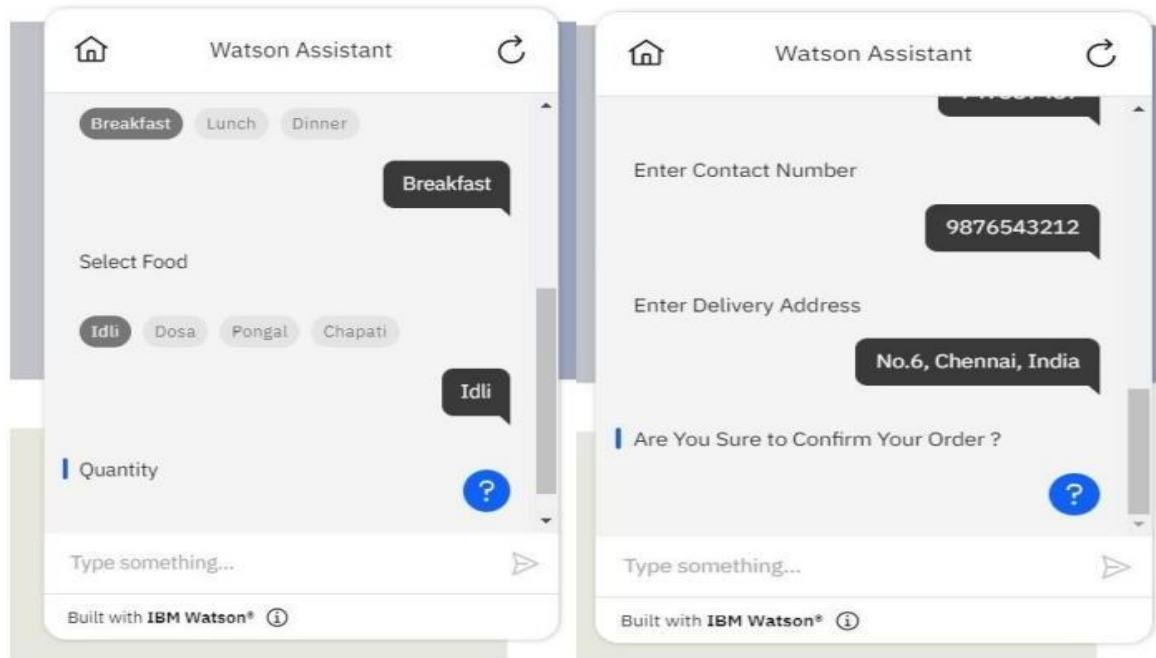 Watson Assistant
Breakfast Lunch Dinner
Breakfast
Select Food
Idli Dosa Pongal Chapati
Idli
Quantity
?
Type something...
Built with IBM Watson® i
Watson Assistant
Enter Contact Number
9876543212
Enter Delivery Address
No.6, Chennai, India
Are You Sure to Confirm Your Order ?
?
Type something...
Built with IBM Watson® i